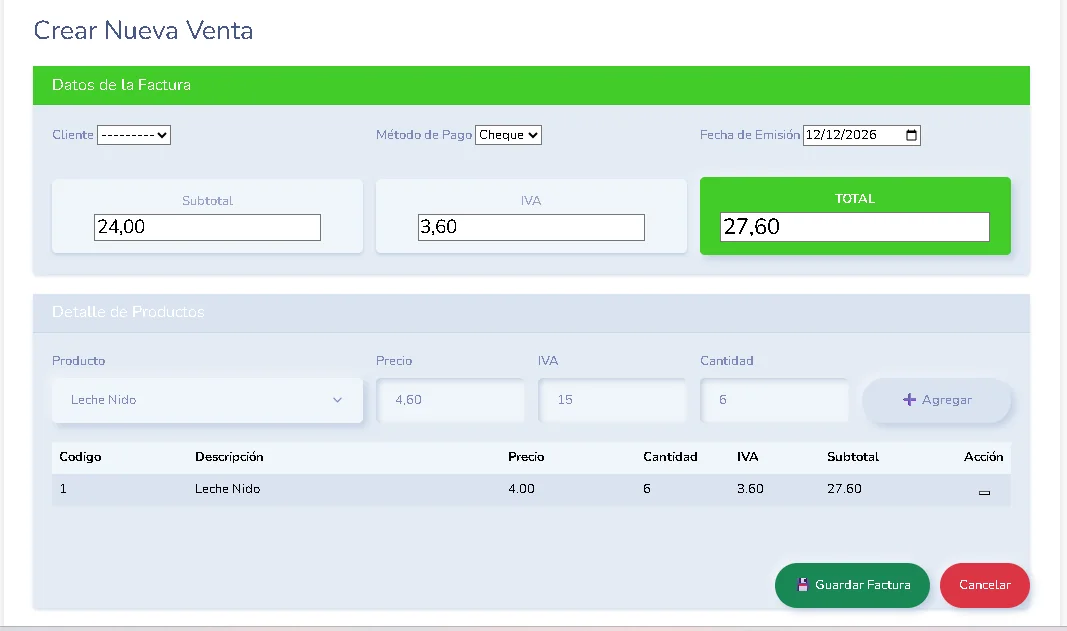 Crear Nueva Venta
Datos de la Factura
Cliente --------- Método de Pago Cheque Fecha de Emisión 12/12/2026
Subtotal IVA TOTAL
24,00 3,60 27,60
Detalle de Productos
Producto Precio IVA Cantidad
Leche Nido 4,60 15 6 + Agregar
Codigo Descripción Precio Cantidad IVA Subtotal Acción
1 Leche Nido 4.00 6 3.60 27.60
Guardar Factura Cancelar